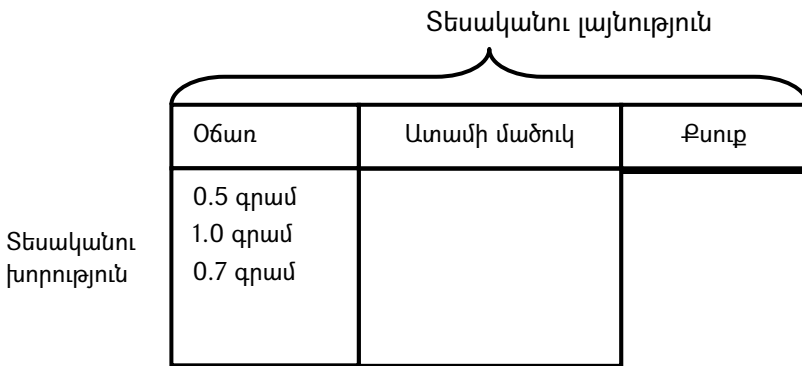 Տեսականու լայնություն
Օճառ
Ատամի մածուկ
Քսուք
0.5 գրամ
1.0 գրամ
0.7 գրամ
Տեսականու
խորություն